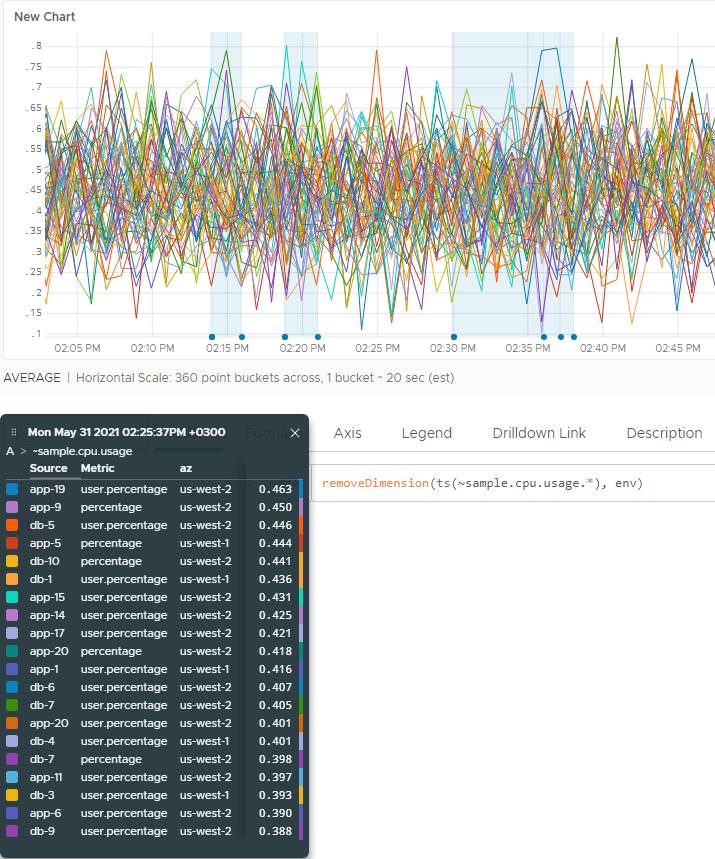 New Chart
.8
.75
.7
.65
.6
.55
.5
.45
.4
.35
.3
.25
.2
.15
.1
02:05 PM 02:10 PM 02:15 PM 02:20 PM 02:25 PM 02:30 PM 02:35 PM 02:40 PM 02:45 PM
AVERAGE | Horizontal Scale: 360 point buckets across, 1 bucket ~ 20 sec (est)
Mon May 31 2021 02:25:37PM +0300
Axis Legend Drilldown Link Description
A > ~sample.cpu.usage
Source Metric az
removeDimension(ts(~sample.cpu.usage.*), env)
app-19 user.percentage us-west-2 0.463
app-9 percentage us-west-2 0.450
db-5 user.percentage us-west-2 0.446
app-5 percentage us-west-1 0.444
db-10 percentage us-west-2 0.441
db-1 user.percentage us-west-1 0.436
app-15 user.percentage us-west-2 0.431
app-14 user.percentage us-west-2 0.425
app-17 user.percentage us-west-2 0.421
app-20 percentage us-west-2 0.418
app-1 user.percentage us-west-1 0.416
db-6 user.percentage us-west-2 0.407
db-7 user.percentage us-west-2 0.405
app-20 user.percentage us-west-2 0.401
db-4 user.percentage us-west-1 0.401
db-7 percentage us-west-2 0.398
app-11 user.percentage us-west-2 0.397
db-3 user.percentage us-west-1 0.393
app-6 user.percentage us-west-2 0.390
db-9 user.percentage us-west-2 0.388